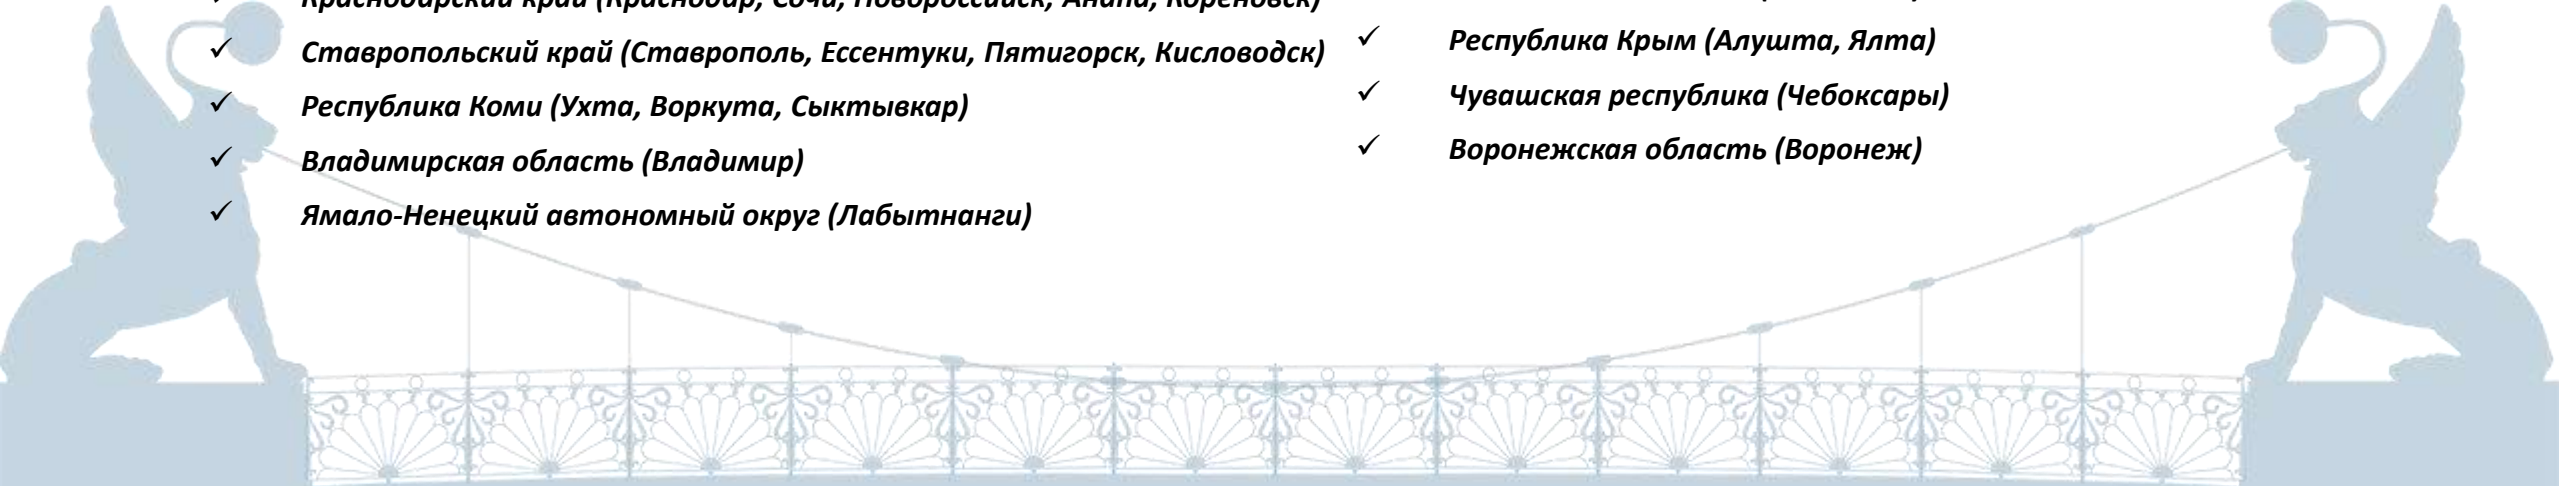 Краснодарский край (Краснодар, Сочи, Новороссийск, Анапа, Кореновск)
Ставропольский край (Ставрополь, Ессентуки, Пятигорск, Кисловодск)
Республика Коми (Ухта, Воркута, Сыктывкар)
Владимирская область (Владимир)
Ямало-Ненецкий автономный округ (Лабытнанги)
Республика Крым (Алушта, Ялта)
Чувашская республика (Чебоксары)
Воронежская область (Воронеж)